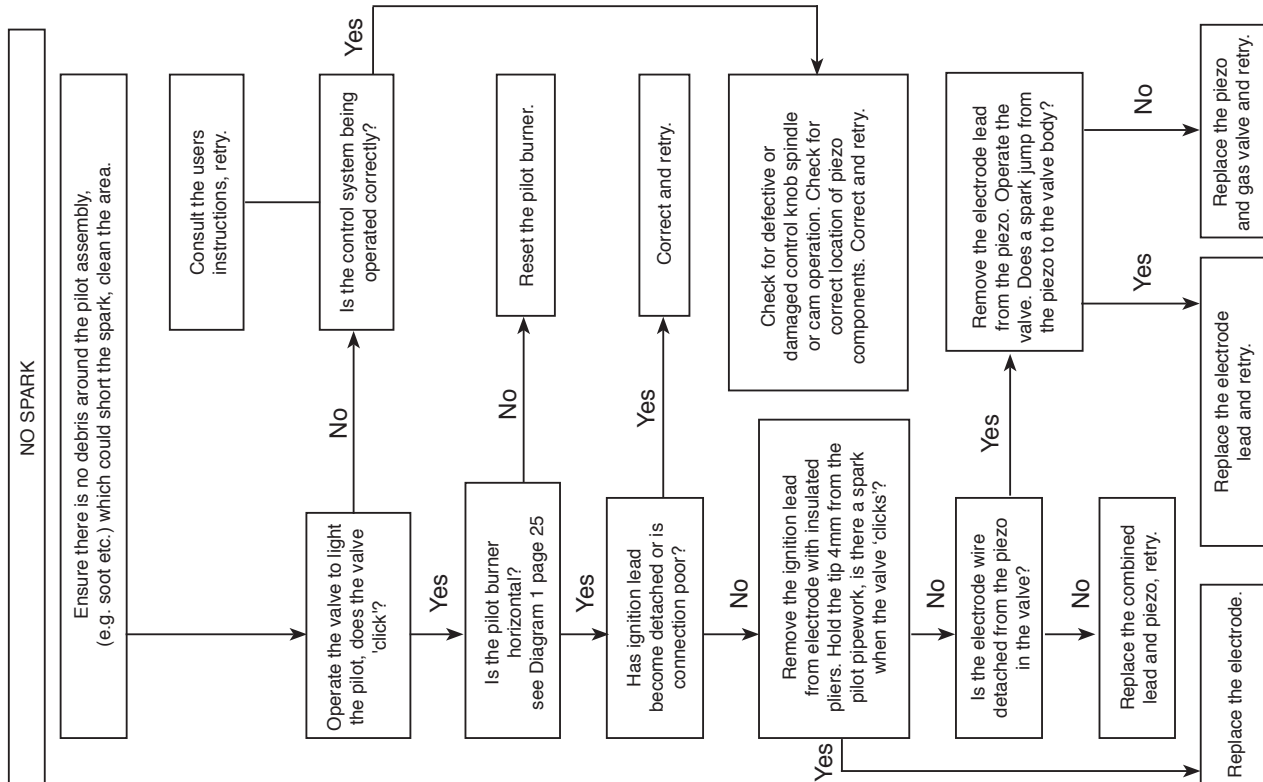 NO SPARK
Ensure there is no debris around the pilot assembly,
(e.g. soot etc.) which could short the spark, clean the area.
Consult the users
instructions, retry.
Operate the valve to light
the pilot, does the valve
'click'?
No
Is the control system being
operated correctly?
Yes
Yes
Is the pilot burner
horizontal?
see Diagram 1 page 25
No
Reset the pilot burner.
Yes
Has ignition lead
become detached or is
connection poor?
Yes
Correct and retry.
No
Remove the ignition lead
from electrode with insulated
pliers. Hold the tip 4mm from the
pilot pipework, is there a spark
when the valve 'clicks'?
Check for defective or
damaged control knob spindle
or cam operation. Check for
correct location of piezo
components. Correct and retry.
Yes
No
Is the electrode wire
detached from the piezo
in the valve?
Yes
Remove the electrode lead
from the piezo. Operate the
valve. Does a spark jump from
the piezo to the valve body?
No
Replace the combined
lead and piezo, retry.
Yes
No
Replace the electrode.
Replace the electrode
lead and retry.
Replace the piezo
and gas valve and retry.